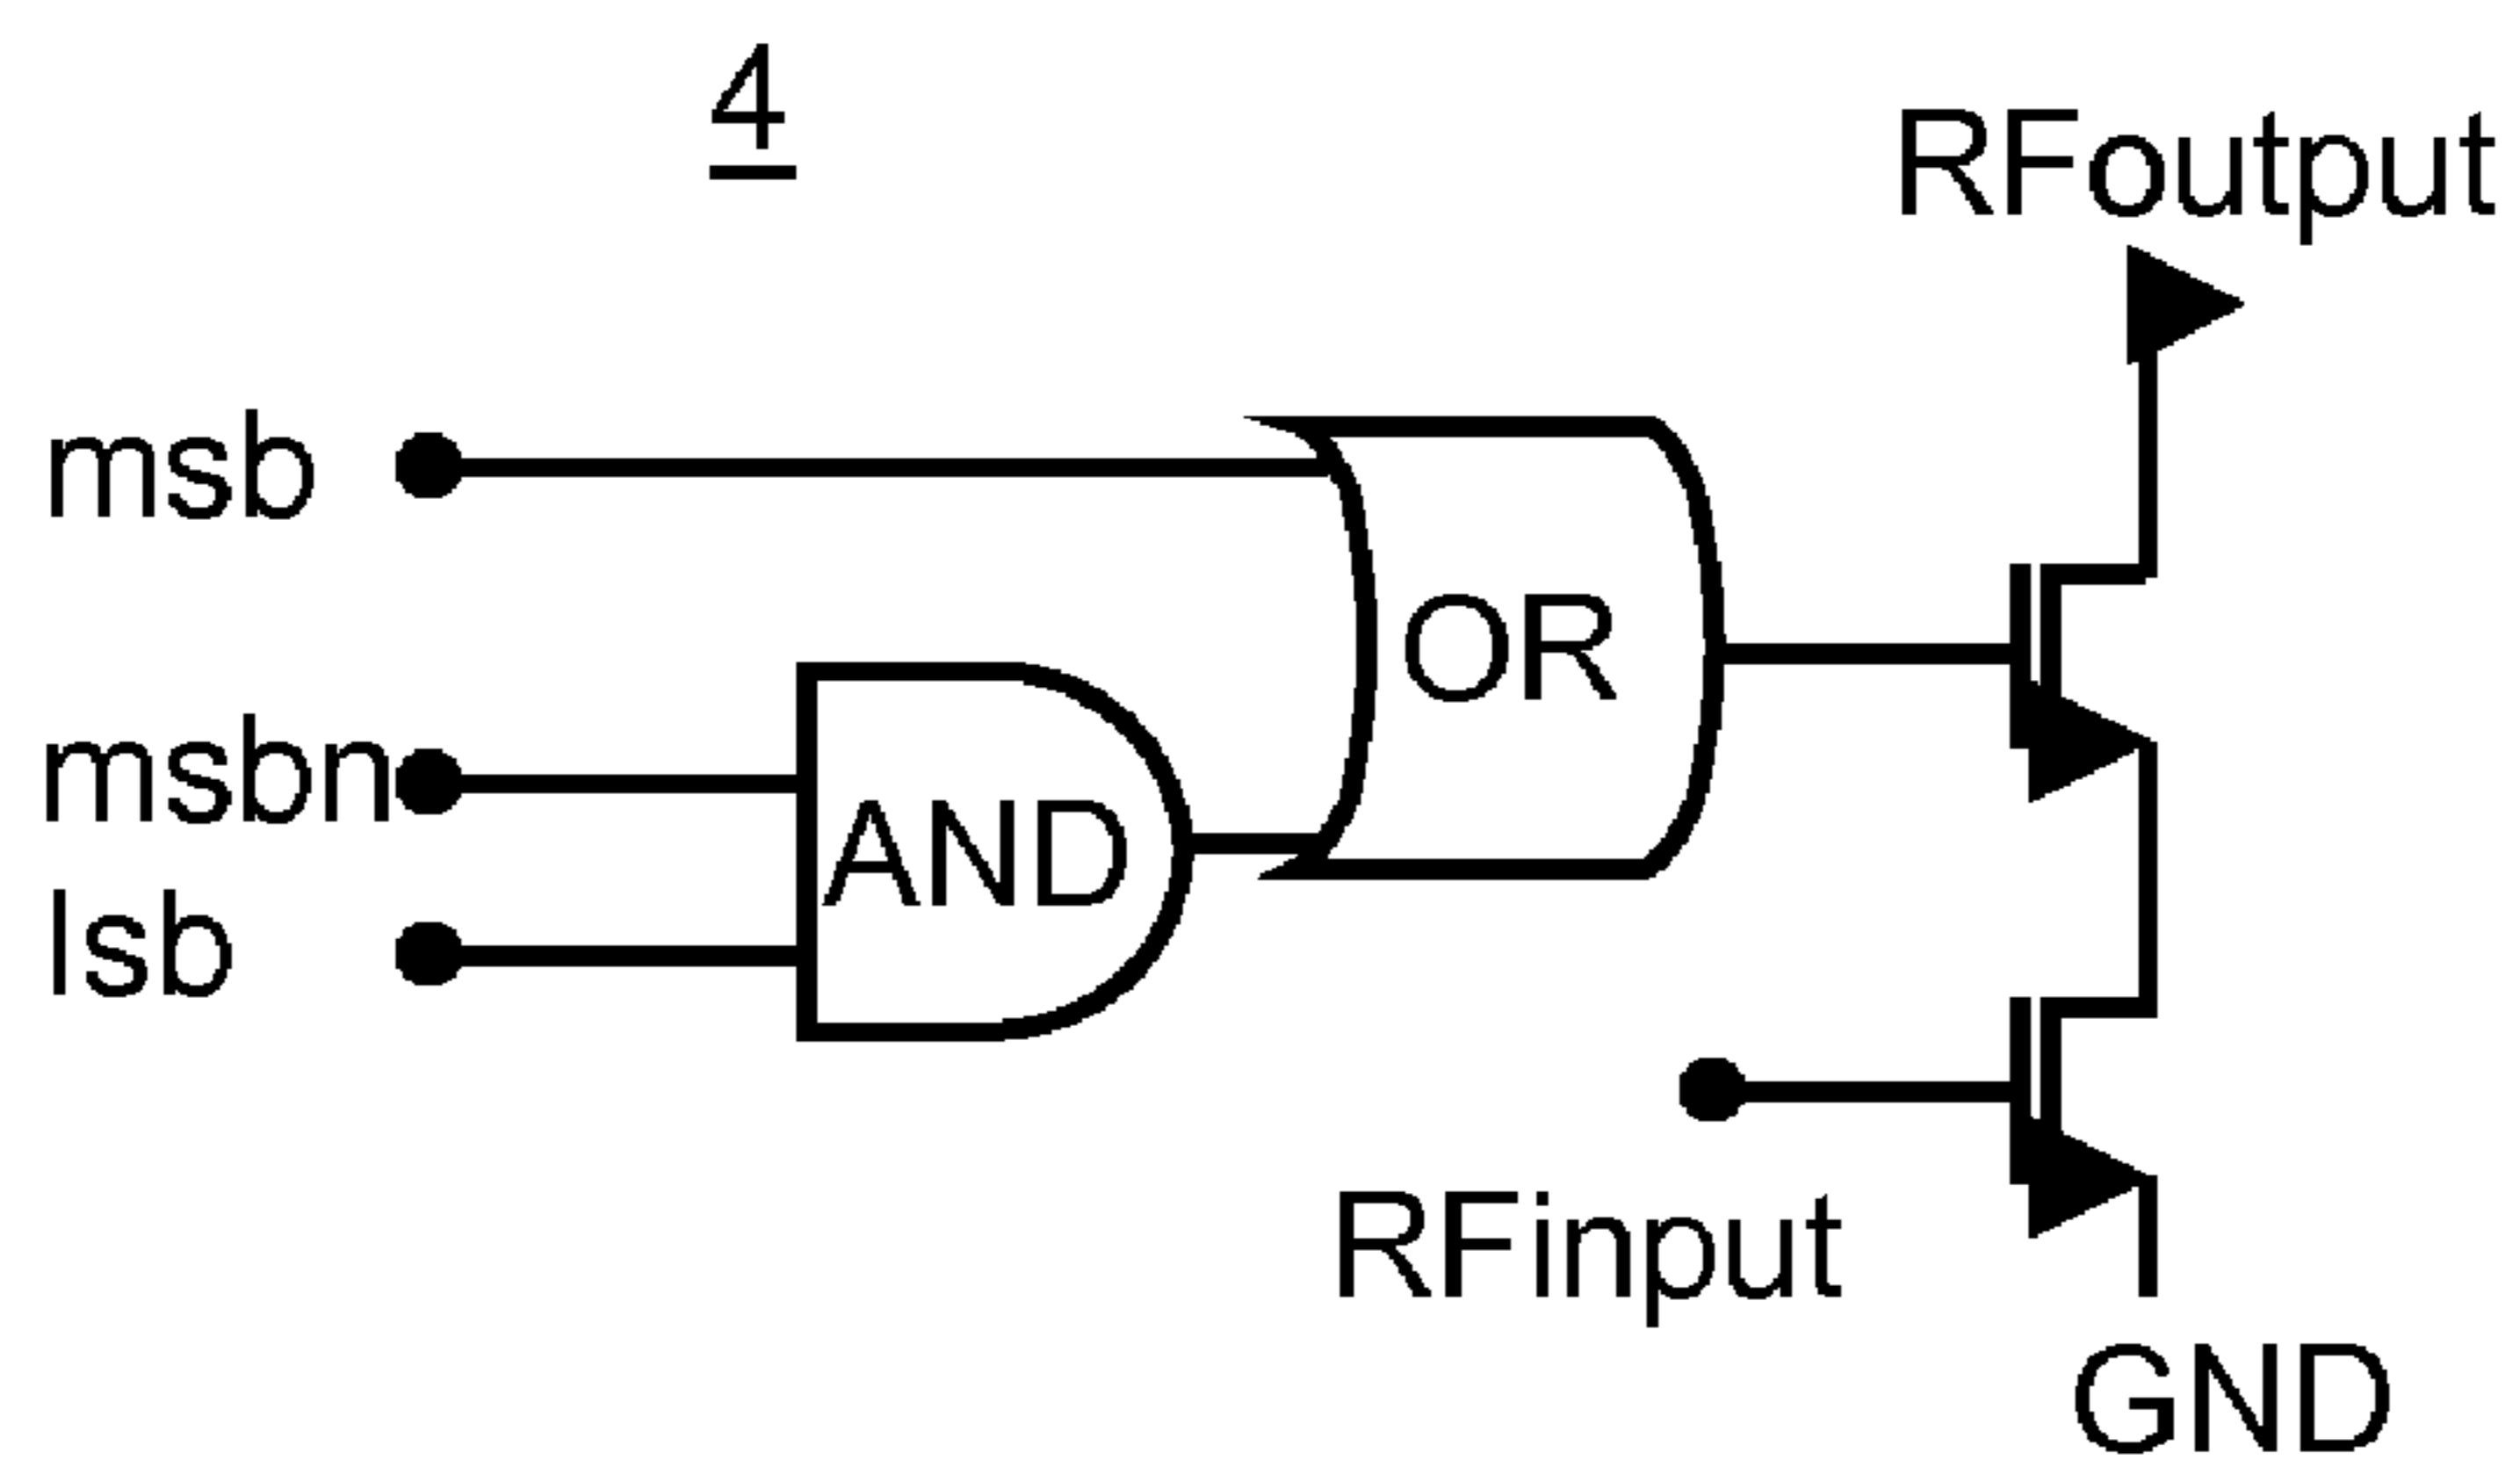 4
RFoutput
msb
OR
msbn
AND
lsb
RFinput
GND